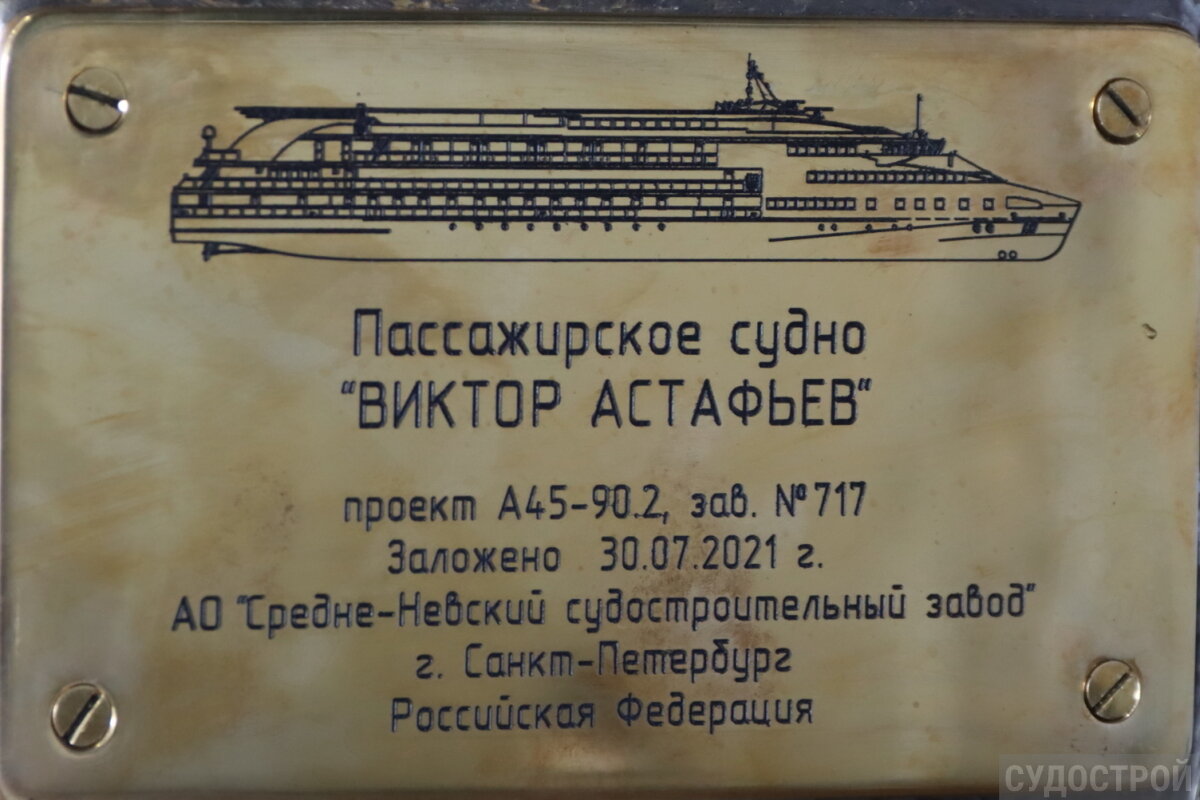 Пассажирское судно
“ВИКТОР АСТАФЬЕВ“
проект А45-90.2, зав. №717
Заложено 30.07.2021 г.
АО "Средне-Невский судостроительный завод"
г. Санкт-Петербург
Российская Федерация
СУДОСТРОЙ